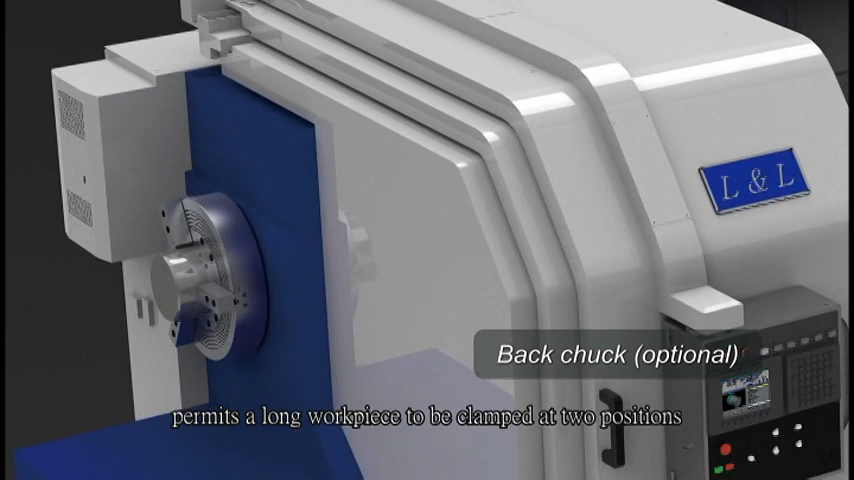 L & L
Back chuck (optional)
permits a long workpiece to be clamped at two positions